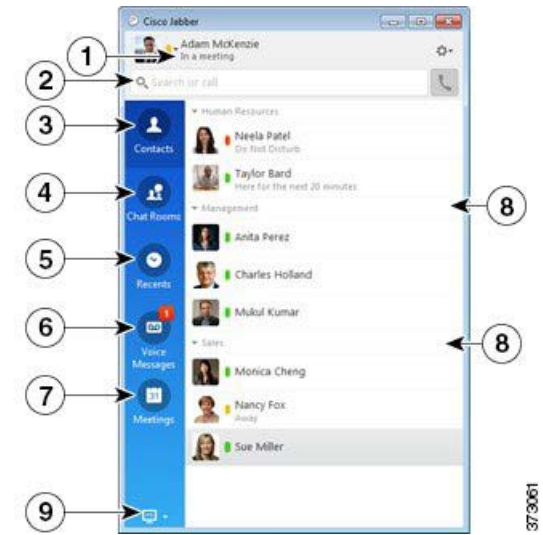 Cisco Jabber
1
Adam McKenzie
In a meeting
2
Search or call
3
Contacts
Human Resources
Neela Patel
Do Not Disturb
Taylor Bard
Here for the next 20 minutes
4
Chat Rooms
Management
8
Anita Perez
5
Recents
Charles Holland
6
1
Mukul Kumar
Voice
Messages
Sales
8
Monica Cheng
7
31
Meetings
Nancy Fox
Away
Sue Miller
9
373061